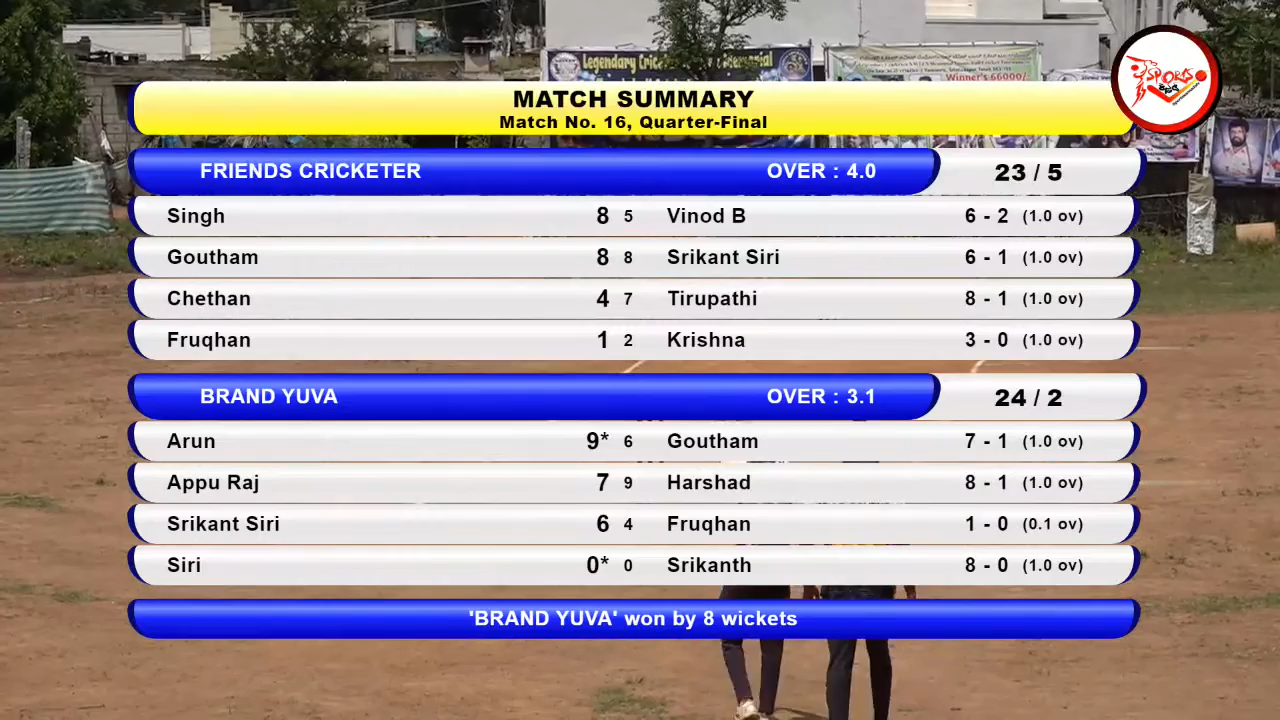 Legendary
Winner's 66000/
SPORTS
MATCH SUMMARY
Match No. 16, Quarter-Final
FRIENDS CRICKETER OVER : 4.0 23 / 5
Singh 8 5 Vinod B 6 - 2 (1.0 ov)
Goutham 8 8 Srikant Siri 6 - 1 (1.0 ov)
Chethan 4 7 Tirupathi 8 - 1 (1.0 ov)
Fruqhan 1 2 Krishna 3 - 0 (1.0 ov)
BRAND YUVA OVER : 3.1 24 / 2
Arun 9* 6 Goutham 7 - 1 (1.0 ov)
Appu Raj 7 9 Harshad 8 - 1 (1.0 ov)
Srikant Siri 6 4 Fruqhan 1 - 0 (0.1 ov)
Siri 0* 0 Srikanth 8 - 0 (1.0 ov)
'BRAND YUVA' won by 8 wickets